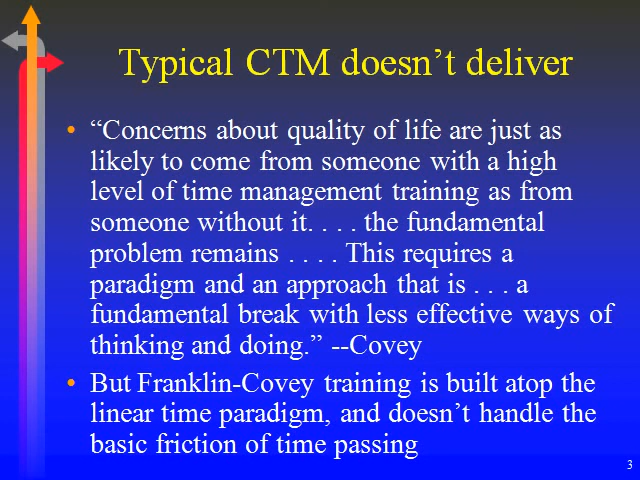 Typical CTM doesn’t deliver
• “Concerns about quality of life are just as
likely to come from someone with a high
level of time management training as from
someone without it. . . . the fundamental
problem remains . . . . This requires a
paradigm and an approach that is . . . a
fundamental break with less effective ways of
thinking and doing.” --Covey
• But Franklin-Covey training is built atop the
linear time paradigm, and doesn’t handle the
basic friction of time passing
3